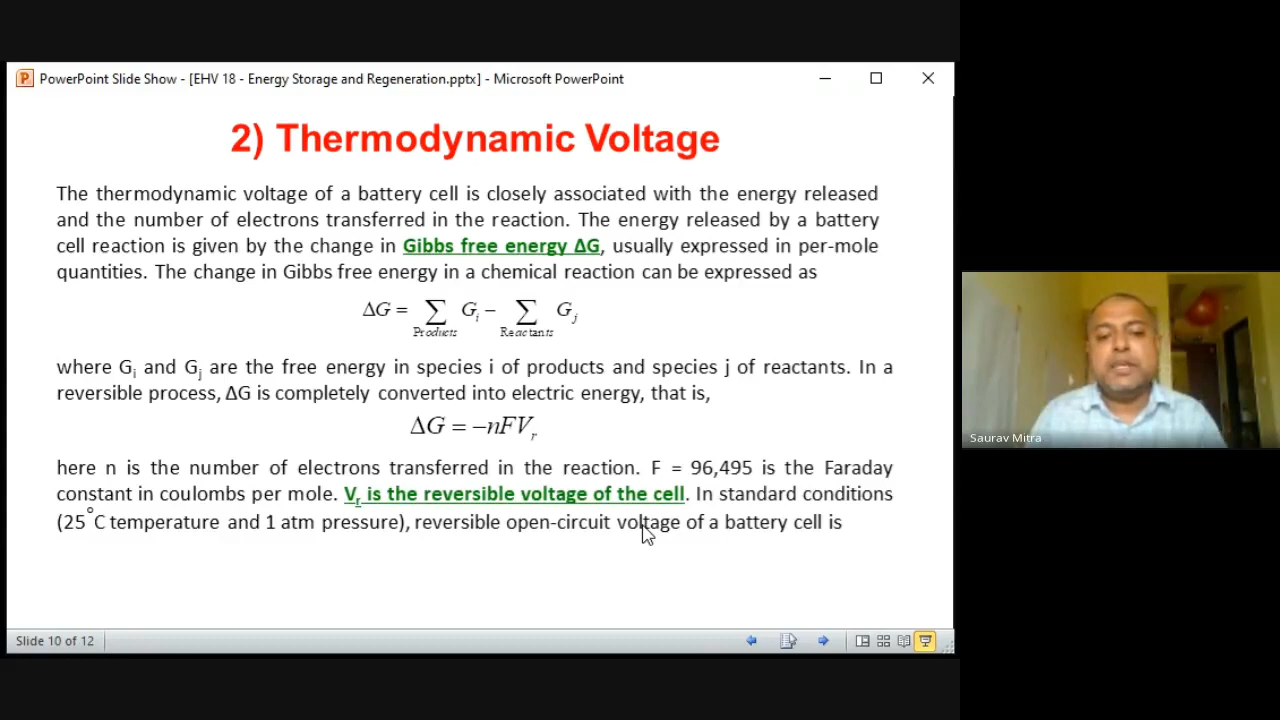 PowerPoint Slide Show - [EHV 18 - Energy Storage and Regeneration.pptx] - Microsoft PowerPoint
2) Thermodynamic Voltage
The thermodynamic voltage of a battery cell is closely associated with the energy released
and the number of electrons transferred in the reaction. The energy released by a battery
cell reaction is given by the change in Gibbs free energy ΔG, usually expressed in per-mole
quantities. The change in Gibbs free energy in a chemical reaction can be expressed as
ΔG = ∑ Gᵢ − ∑ Gⱼ
Products Reactants
where Gᵢ and Gⱼ are the free energy in species i of products and species j of reactants. In a
reversible process, ΔG is completely converted into electric energy, that is,
ΔG = −nFVᵣ
here n is the number of electrons transferred in the reaction. F = 96,495 is the Faraday
constant in coulombs per mole. Vᵣ is the reversible voltage of the cell. In standard conditions
(25°C temperature and 1 atm pressure), reversible open-circuit voltage of a battery cell is
Saurav Mitra
Slide 10 of 12